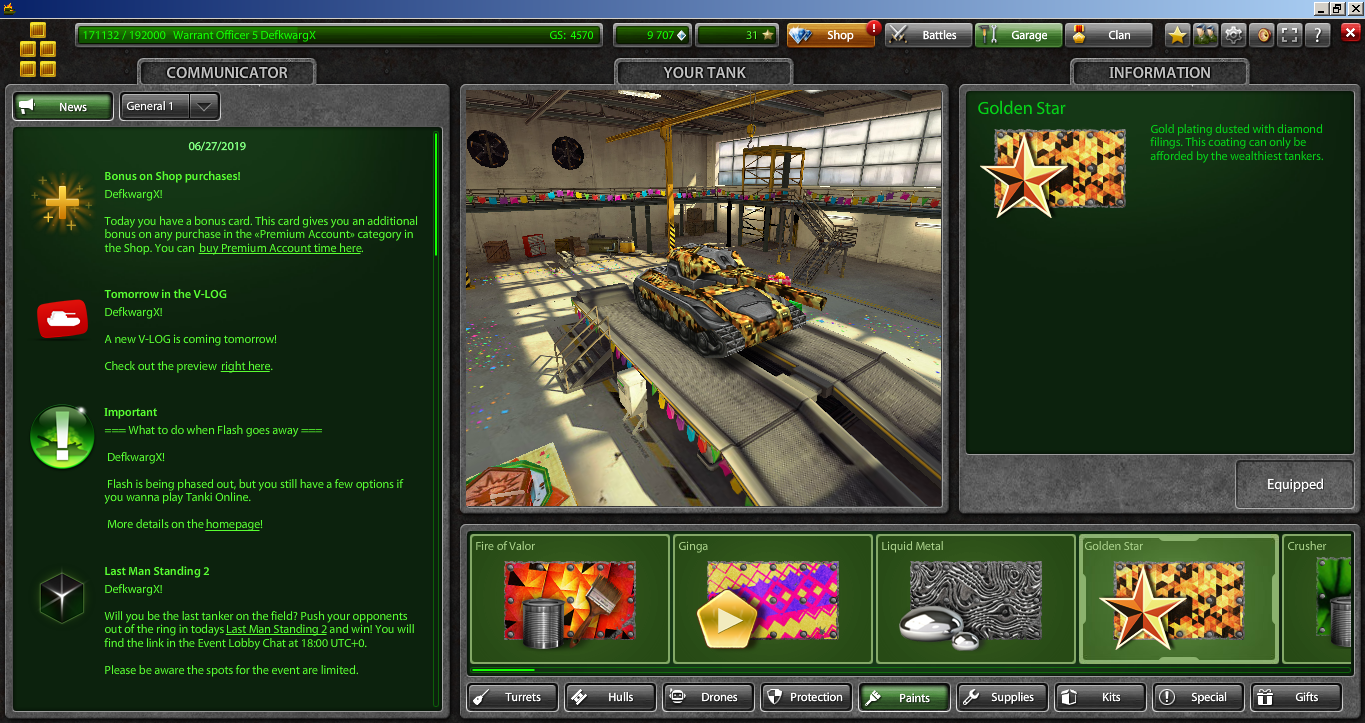 171132 / 192000 Warrant Officer 5 DefkwargX GS: 4570
9 707
31
Shop
!
Battles
Garage
Clan
?
COMMUNICATOR
YOUR TANK
INFORMATION
News
General 1
06/27/2019
Bonus on Shop purchases!
DefkwargX!
Today you have a bonus card. This card gives you an additional
bonus on any purchase in the «Premium Account» category in
the Shop. You can buy Premium Account time here.
Tomorrow in the V-LOG
DefkwargX!
A new V-LOG is coming tomorrow!
Check out the preview right here.
Important
=== What to do when Flash goes away ===
DefkwargX!
Flash is being phased out, but you still have a few options if
you wanna play Tanki Online.
More details on the homepage!
Last Man Standing 2
DefkwargX!
Will you be the last tanker on the field? Push your opponents
out of the ring in todays Last Man Standing 2 and win! You will
find the link in the Event Lobby Chat at 18:00 UTC+0.
Please be aware the spots for the event are limited.
Golden Star
Gold plating dusted with diamond
filings. This coating can only be
afforded by the wealthiest tankers.
Equipped
Fire of Valor
Ginga
Liquid Metal
Golden Star
Crusher
Turrets
Hulls
Drones
Protection
Paints
Supplies
Kits
Special
Gifts